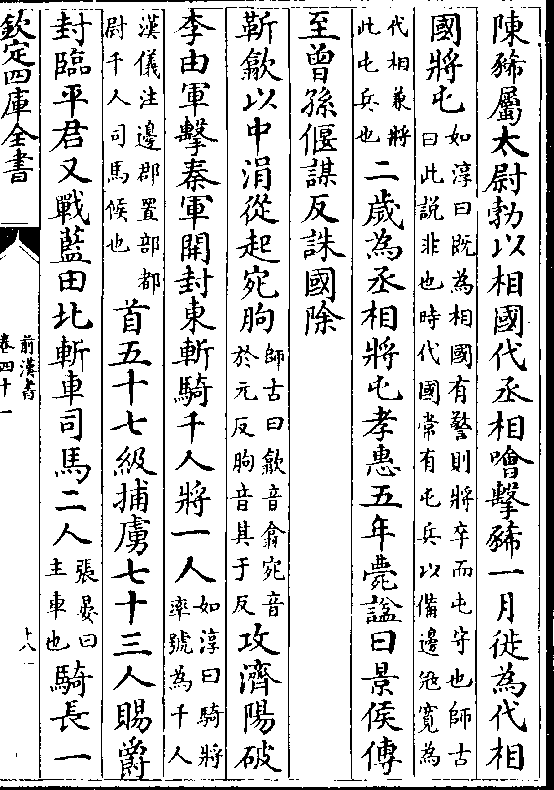 陳豨屬太尉勃以相國代丞相噲擊豨一月徙為代相
國將屯如淳曰既為相國有警則將卒而屯守也師古
曰此說非也時代國常有屯兵以備邊冦寛為
代相兼將
此屯兵也二歲為丞相將屯孝惠五年薨諡曰景侯傳
至曾孫偃謀反誅國除
靳歙以中涓從起宛朐師古曰歙音翕宛音
於元反朐音其于反攻濟陽破
李由軍擊秦軍開封東斬騎千人將一人如淳曰騎將
率號為千人
漢儀注邊郡置部都
尉千人司馬候也首五十七級捕虜七十三人賜爵
封臨平君又戰藍田北斬車司馬二人張晏曰
主車也騎長一
欽定四庫全書
前漢書
卷四十一
十八